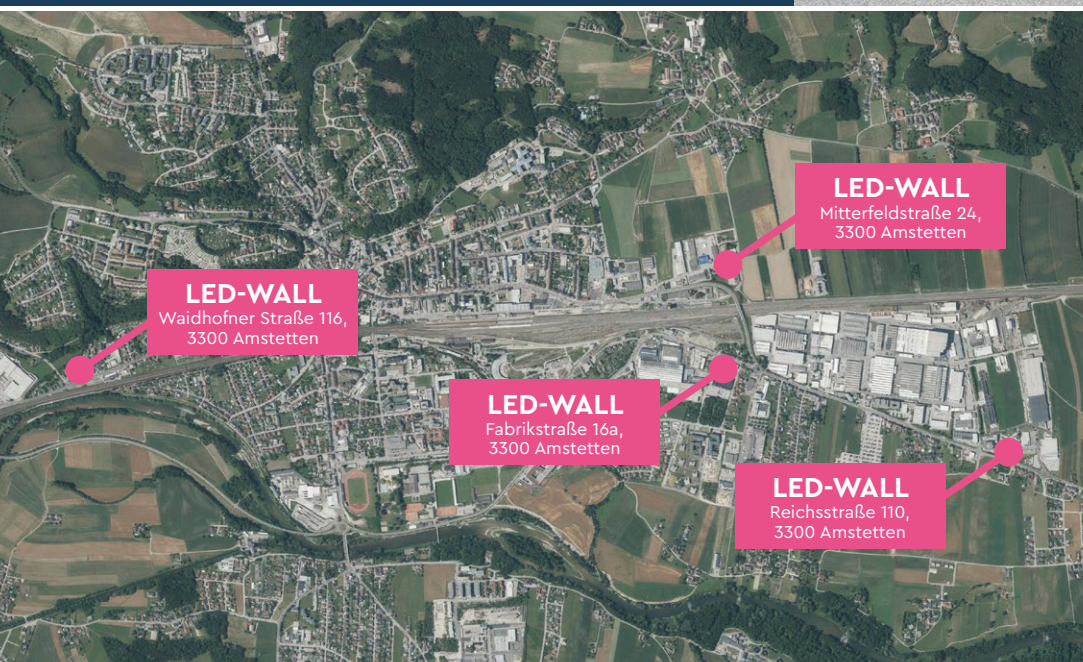 LED-WALL
Mitterfeldstraße 24,
3300 Amstetten
LED-WALL
Waidhofner Straße 116,
3300 Amstetten
LED-WALL
Fabrikstraße 16a,
3300 Amstetten
LED-WALL
Reichsstraße 110,
3300 Amstetten